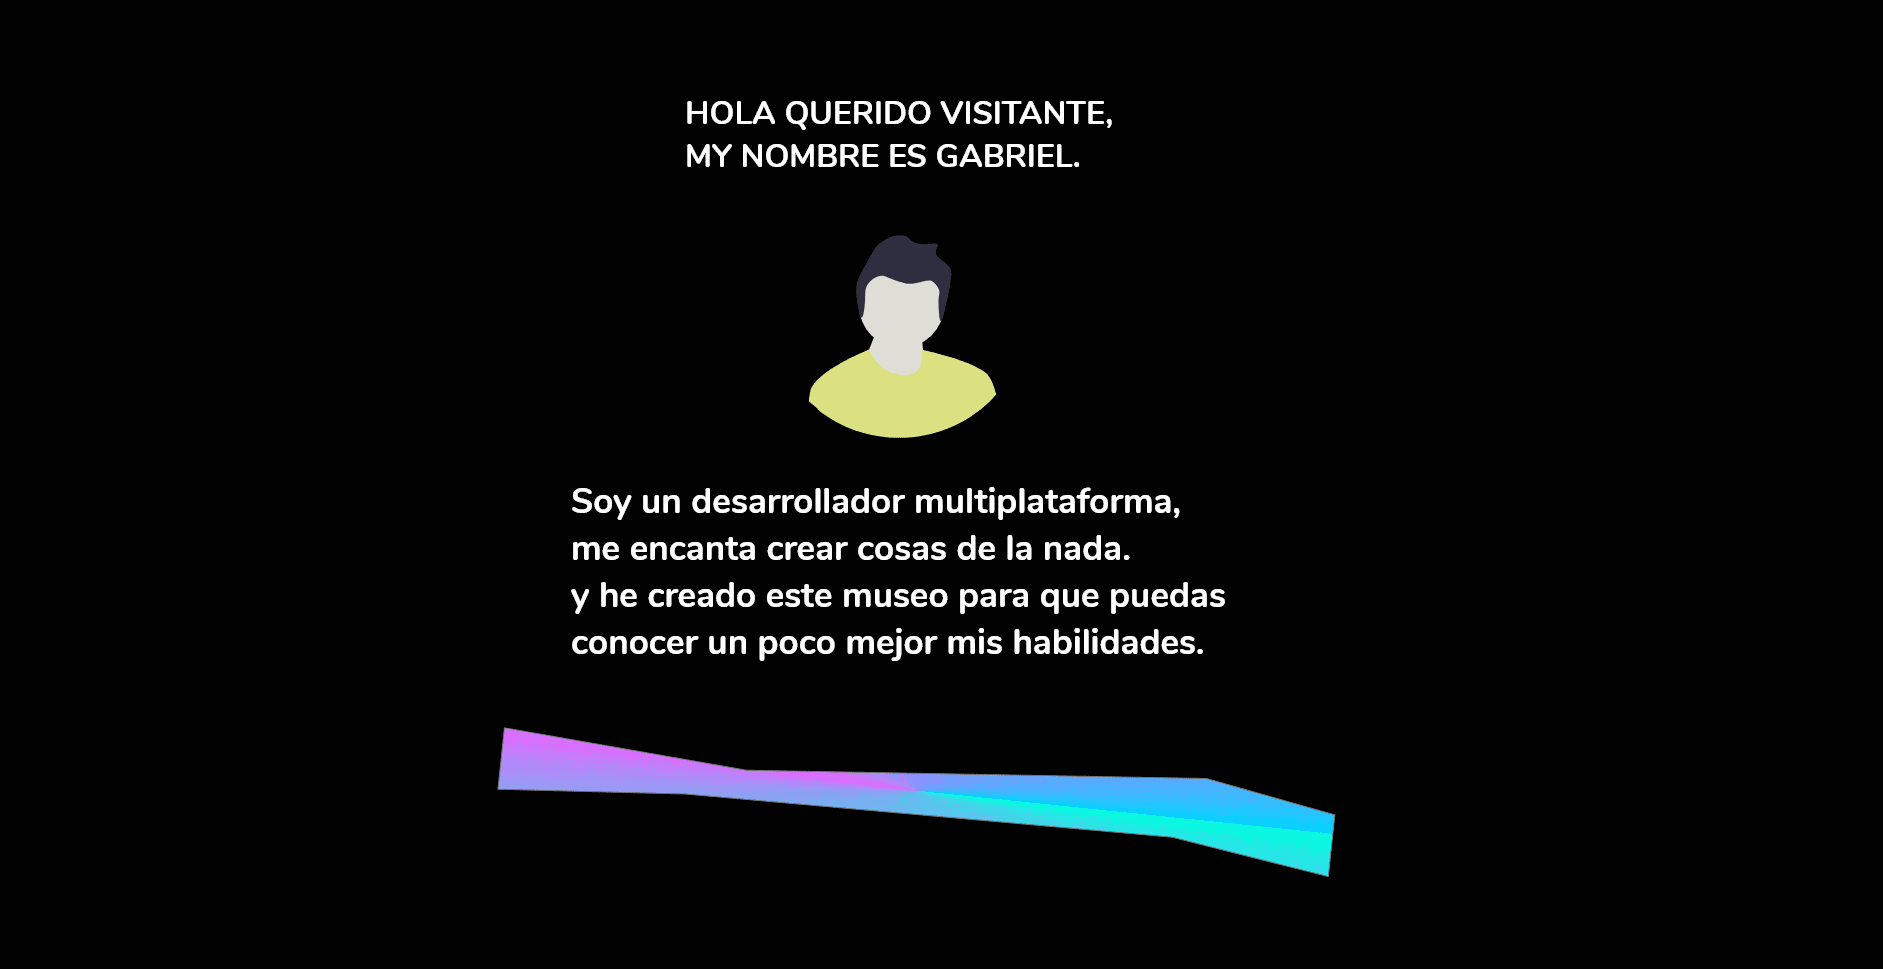 HOLA QUERIDO VISITANTE,
MY NOMBRE ES GABRIEL.
Soy un desarrollador multiplataforma,
me encanta crear cosas de la nada.
y he creado este museo para que puedas
conocer un poco mejor mis habilidades.